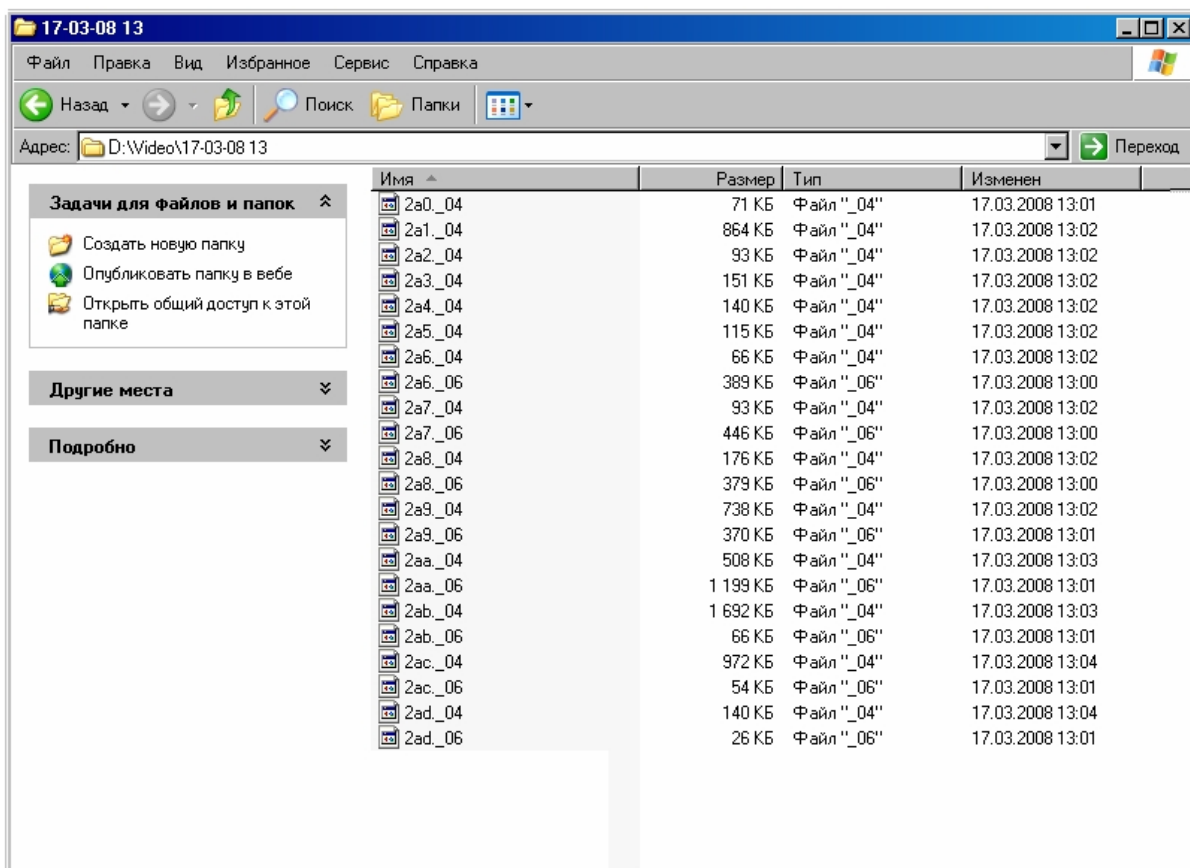 17-03-08 13
Файл Правка Вид Избранное Сервис Справка
Назад Поиск Папки
Адрес: D:\Video\17-03-08 13 Переход
Задачи для файлов и папок
Создать новую папку
Опубликовать папку в вебе
Открыть общий доступ к этой
папке
Другие места
Подробно
Имя Размер Тип Изменен
2a0._04 71 КБ Файл "_04" 17.03.2008 13:01
2a1._04 864 КБ Файл "_04" 17.03.2008 13:02
2a2._04 93 КБ Файл "_04" 17.03.2008 13:02
2a3._04 151 КБ Файл "_04" 17.03.2008 13:02
2a4._04 140 КБ Файл "_04" 17.03.2008 13:02
2a5._04 115 КБ Файл "_04" 17.03.2008 13:02
2a6._04 66 КБ Файл "_04" 17.03.2008 13:02
2a6._06 389 КБ Файл "_06" 17.03.2008 13:00
2a7._04 93 КБ Файл "_04" 17.03.2008 13:02
2a7._06 446 КБ Файл "_06" 17.03.2008 13:00
2a8._04 176 КБ Файл "_04" 17.03.2008 13:02
2a8._06 379 КБ Файл "_06" 17.03.2008 13:00
2a9._04 738 КБ Файл "_04" 17.03.2008 13:02
2a9._06 370 КБ Файл "_06" 17.03.2008 13:01
2aa._04 508 КБ Файл "_04" 17.03.2008 13:03
2aa._06 1 199 КБ Файл "_06" 17.03.2008 13:01
2ab._04 1 692 КБ Файл "_04" 17.03.2008 13:03
2ab._06 66 КБ Файл "_06" 17.03.2008 13:01
2ac._04 972 КБ Файл "_04" 17.03.2008 13:04
2ac._06 54 КБ Файл "_06" 17.03.2008 13:01
2ad._04 140 КБ Файл "_04" 17.03.2008 13:04
2ad._06 26 КБ Файл "_06" 17.03.2008 13:01